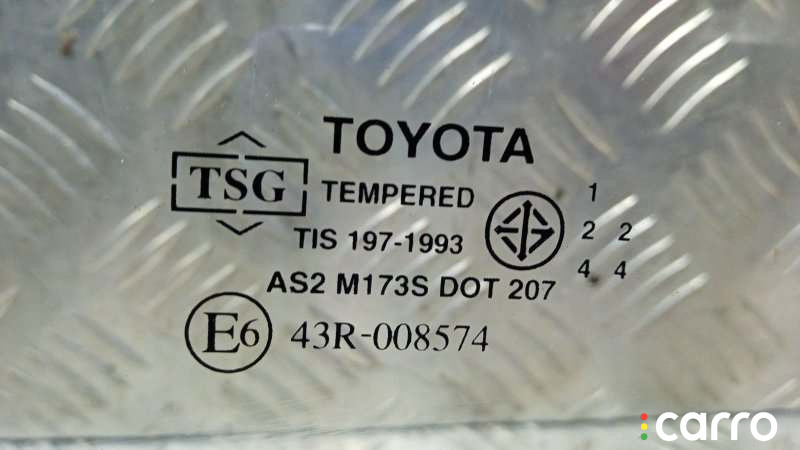 TOYOTA
TSG TEMPERED
TIS 197-1993
1
2 2
4 4
AS2 M173S DOT 207
E6 43R-008574
carro